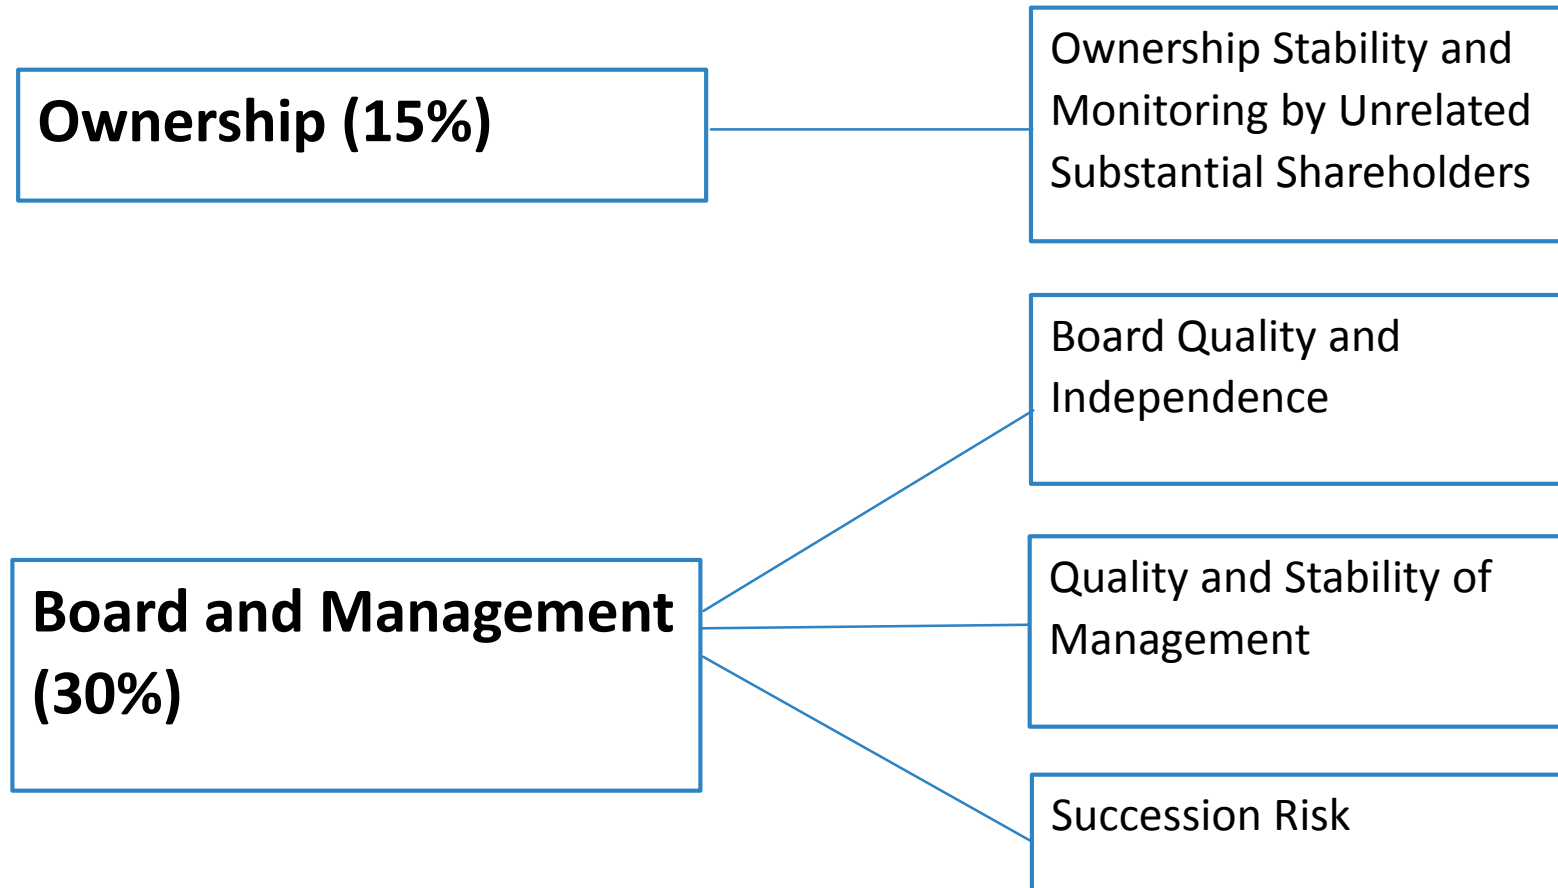 Ownership (15%)
Ownership Stability and
Monitoring by Unrelated
Substantial Shareholders
Board and Management
(30%)
Board Quality and
Independence
Quality and Stability of
Management
Succession Risk